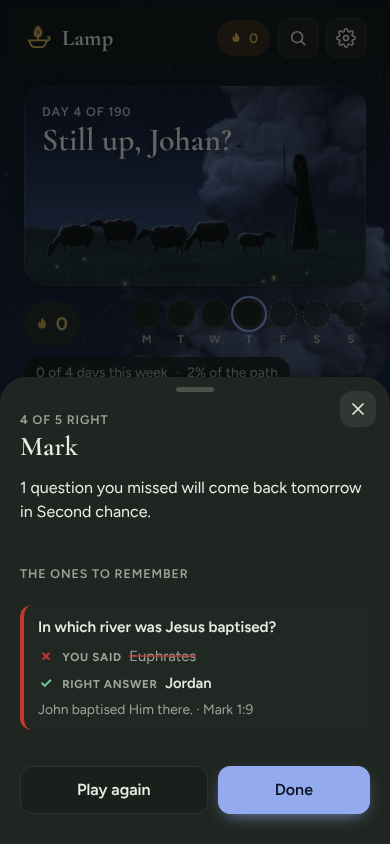 Lamp
0
DAY 4 OF 190
Still up, Johan?
0
M T W T F S S
0 of 4 days this week · 2% of the path
4 OF 5 RIGHT
Mark
1 question you missed will come back tomorrow
in Second chance.
THE ONES TO REMEMBER
In which river was Jesus baptised?
YOU SAID Euphrates
RIGHT ANSWER Jordan
John baptised Him there. · Mark 1:9
Play again
Done